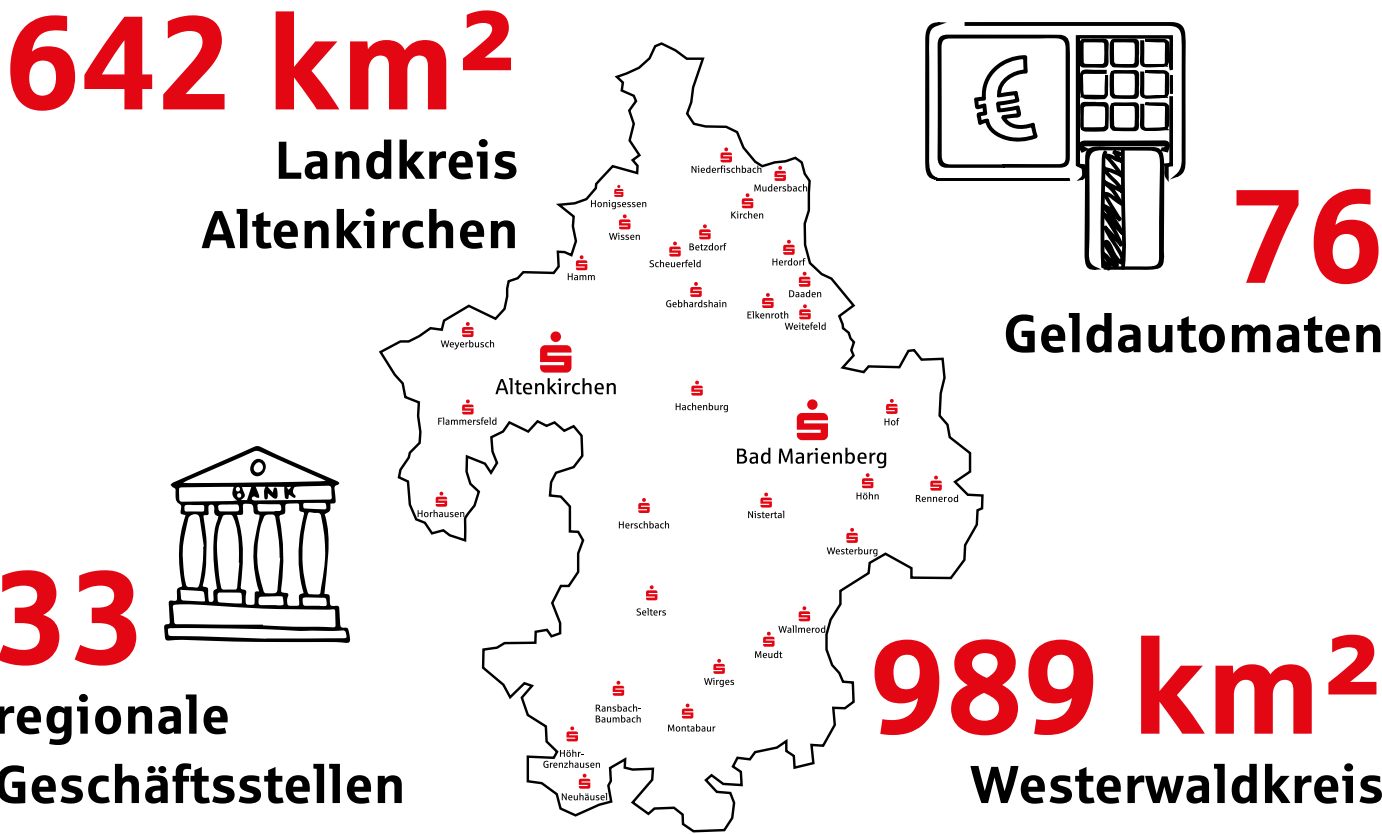 642 km²
Landkreis
Altenkirchen
€
76
Geldautomaten
Niederfischbach
Mudersbach
Honigsessen
Kirchen
Wissen
Betzdorf
Scheuerfeld
Herdorf
Hamm
Daaden
Gebhardshain
Elkenroth
Weitefeld
Weyerbusch
Altenkirchen
Hachenburg
Flammersfeld
Hof
Bad Marienberg
BANK
Höhn
Rennerod
Horhausen
Nistertal
Herschbach
Westerburg
33
regionale
Geschäftsstellen
Selters
Wallmerod
Meudt
Wirges
Ransbach-
Baumbach
Montabaur
Höhr-
Grenzhausen
Neuhäusel
989 km²
Westerwaldkreis